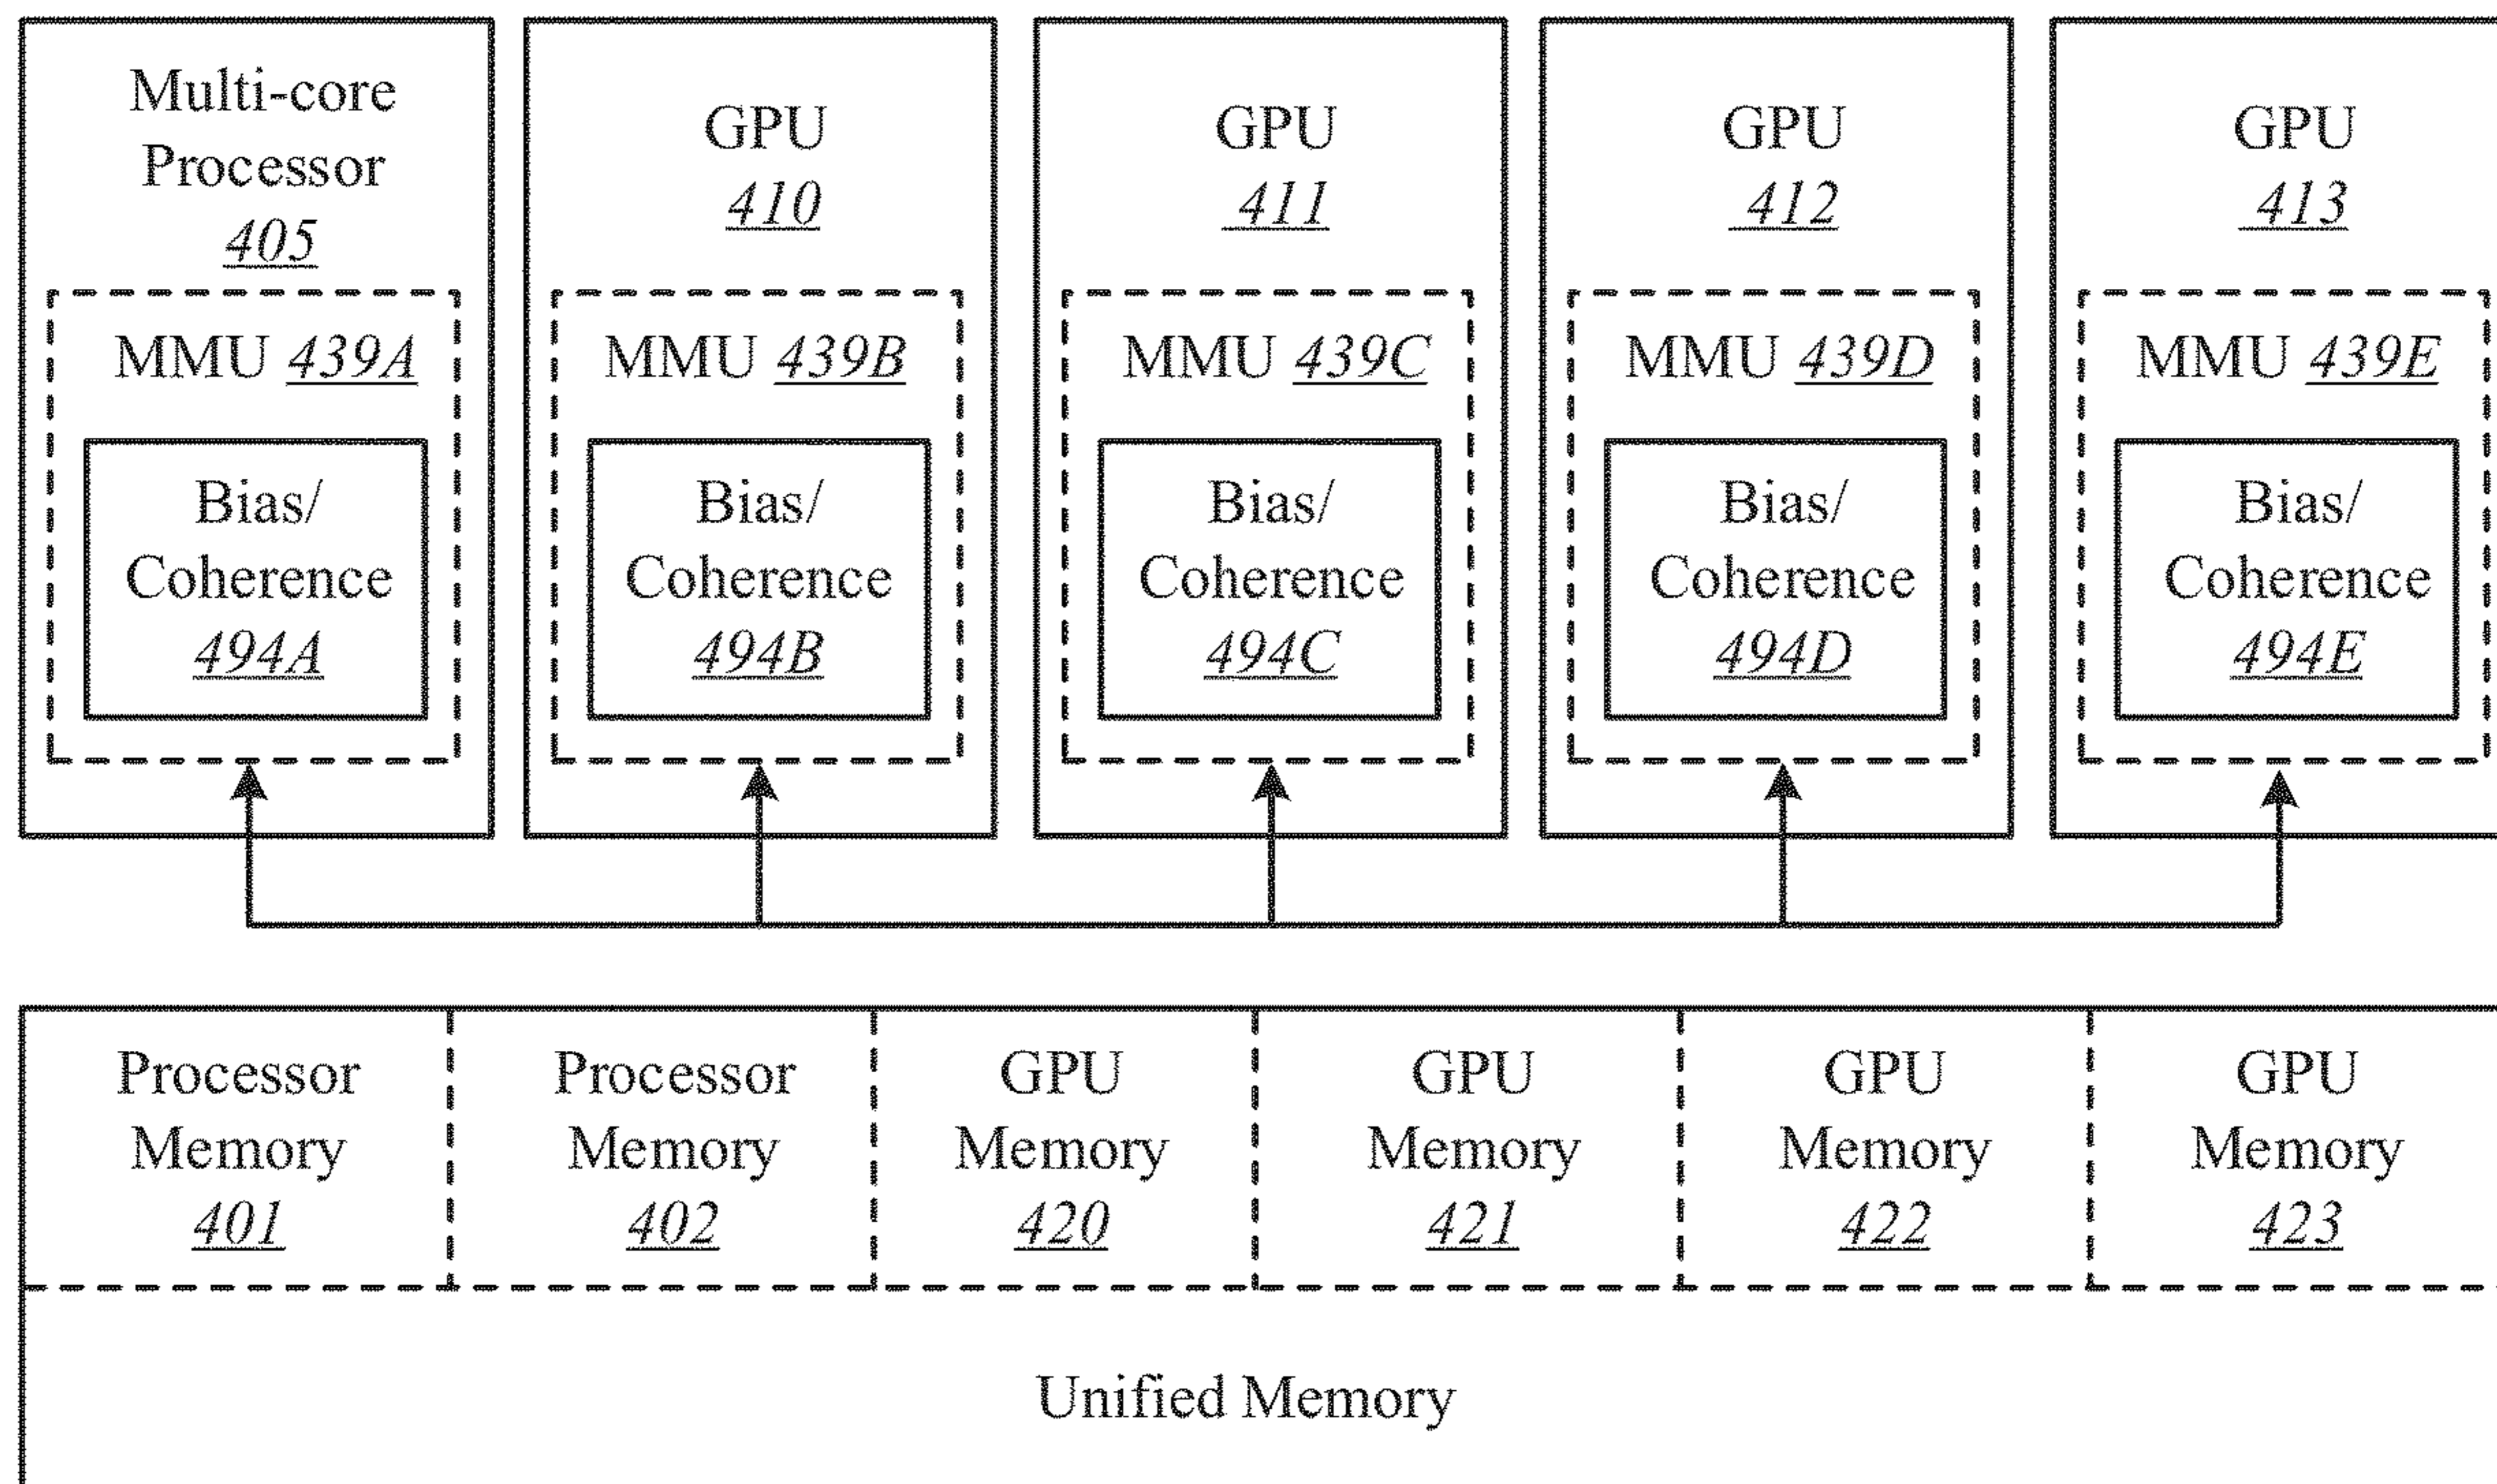 Multi-core
Processor
405
MMU 439A
Bias/
Coherence
494A
GPU
410
MMU 439B
Bias/
Coherence
494B
GPU
411
MMU 439C
Bias/
Coherence
494C
GPU
412
MMU 439D
Bias/
Coherence
494D
GPU
413
MMU 439E
Bias/
Coherence
494E
Processor
Memory
401
Processor
Memory
402
GPU
Memory
420
GPU
Memory
421
GPU
Memory
422
GPU
Memory
423
Unified Memory